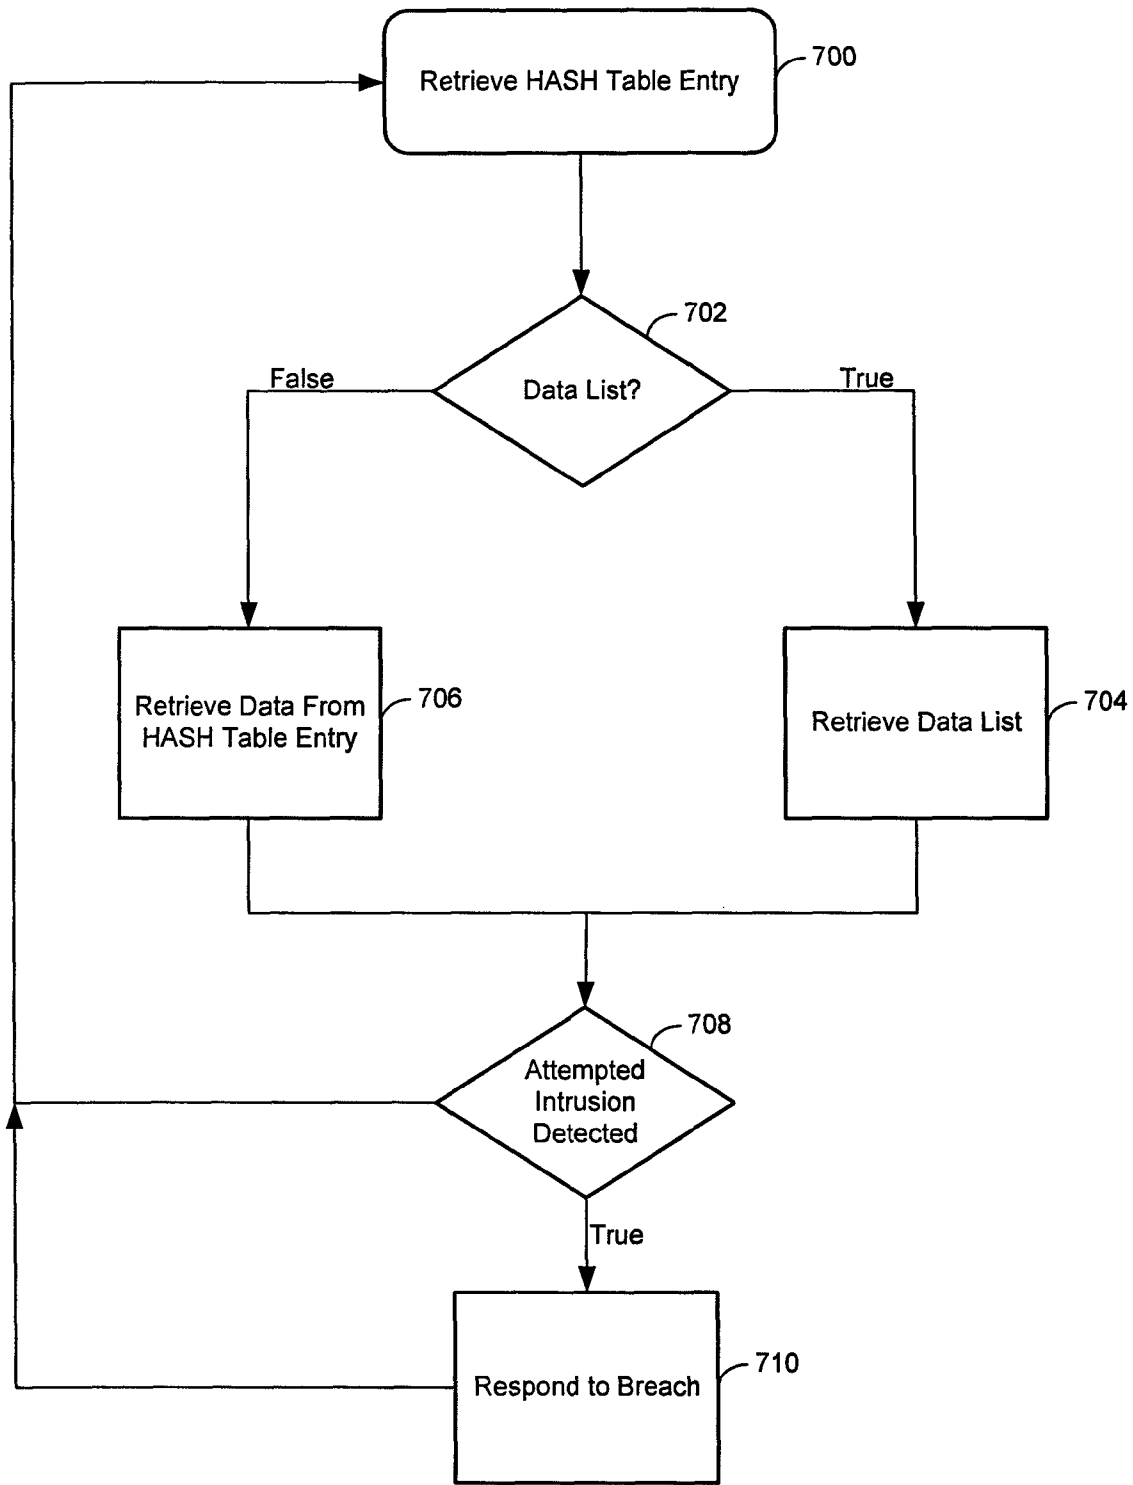 Retrieve HASH Table Entry
700
702
Data List?
False
True
Retrieve Data From
HASH Table Entry
706
Retrieve Data List
704
708
Attempted
Intrusion
Detected
True
Respond to Breach
710